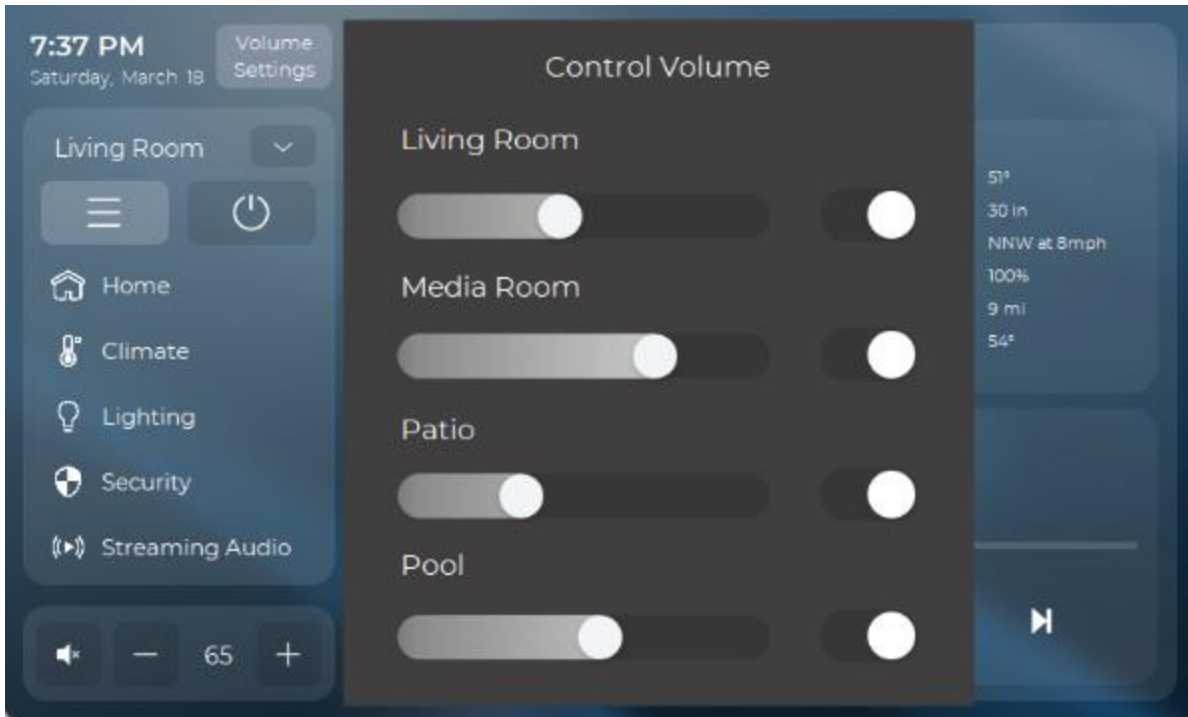 7:37 PM
Saturday, March 18
Volume
Settings
Living Room
Home
Climate
Lighting
Security
Streaming Audio
65
Control Volume
Living Room
Media Room
Patio
Pool
51°
30 in
NNW at 8mph
100%
9 mi
54°